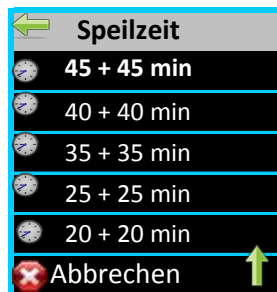 Speilzeit
45 + 45 min
40 + 40 min
35 + 35 min
25 + 25 min
20 + 20 min
Abbrechen